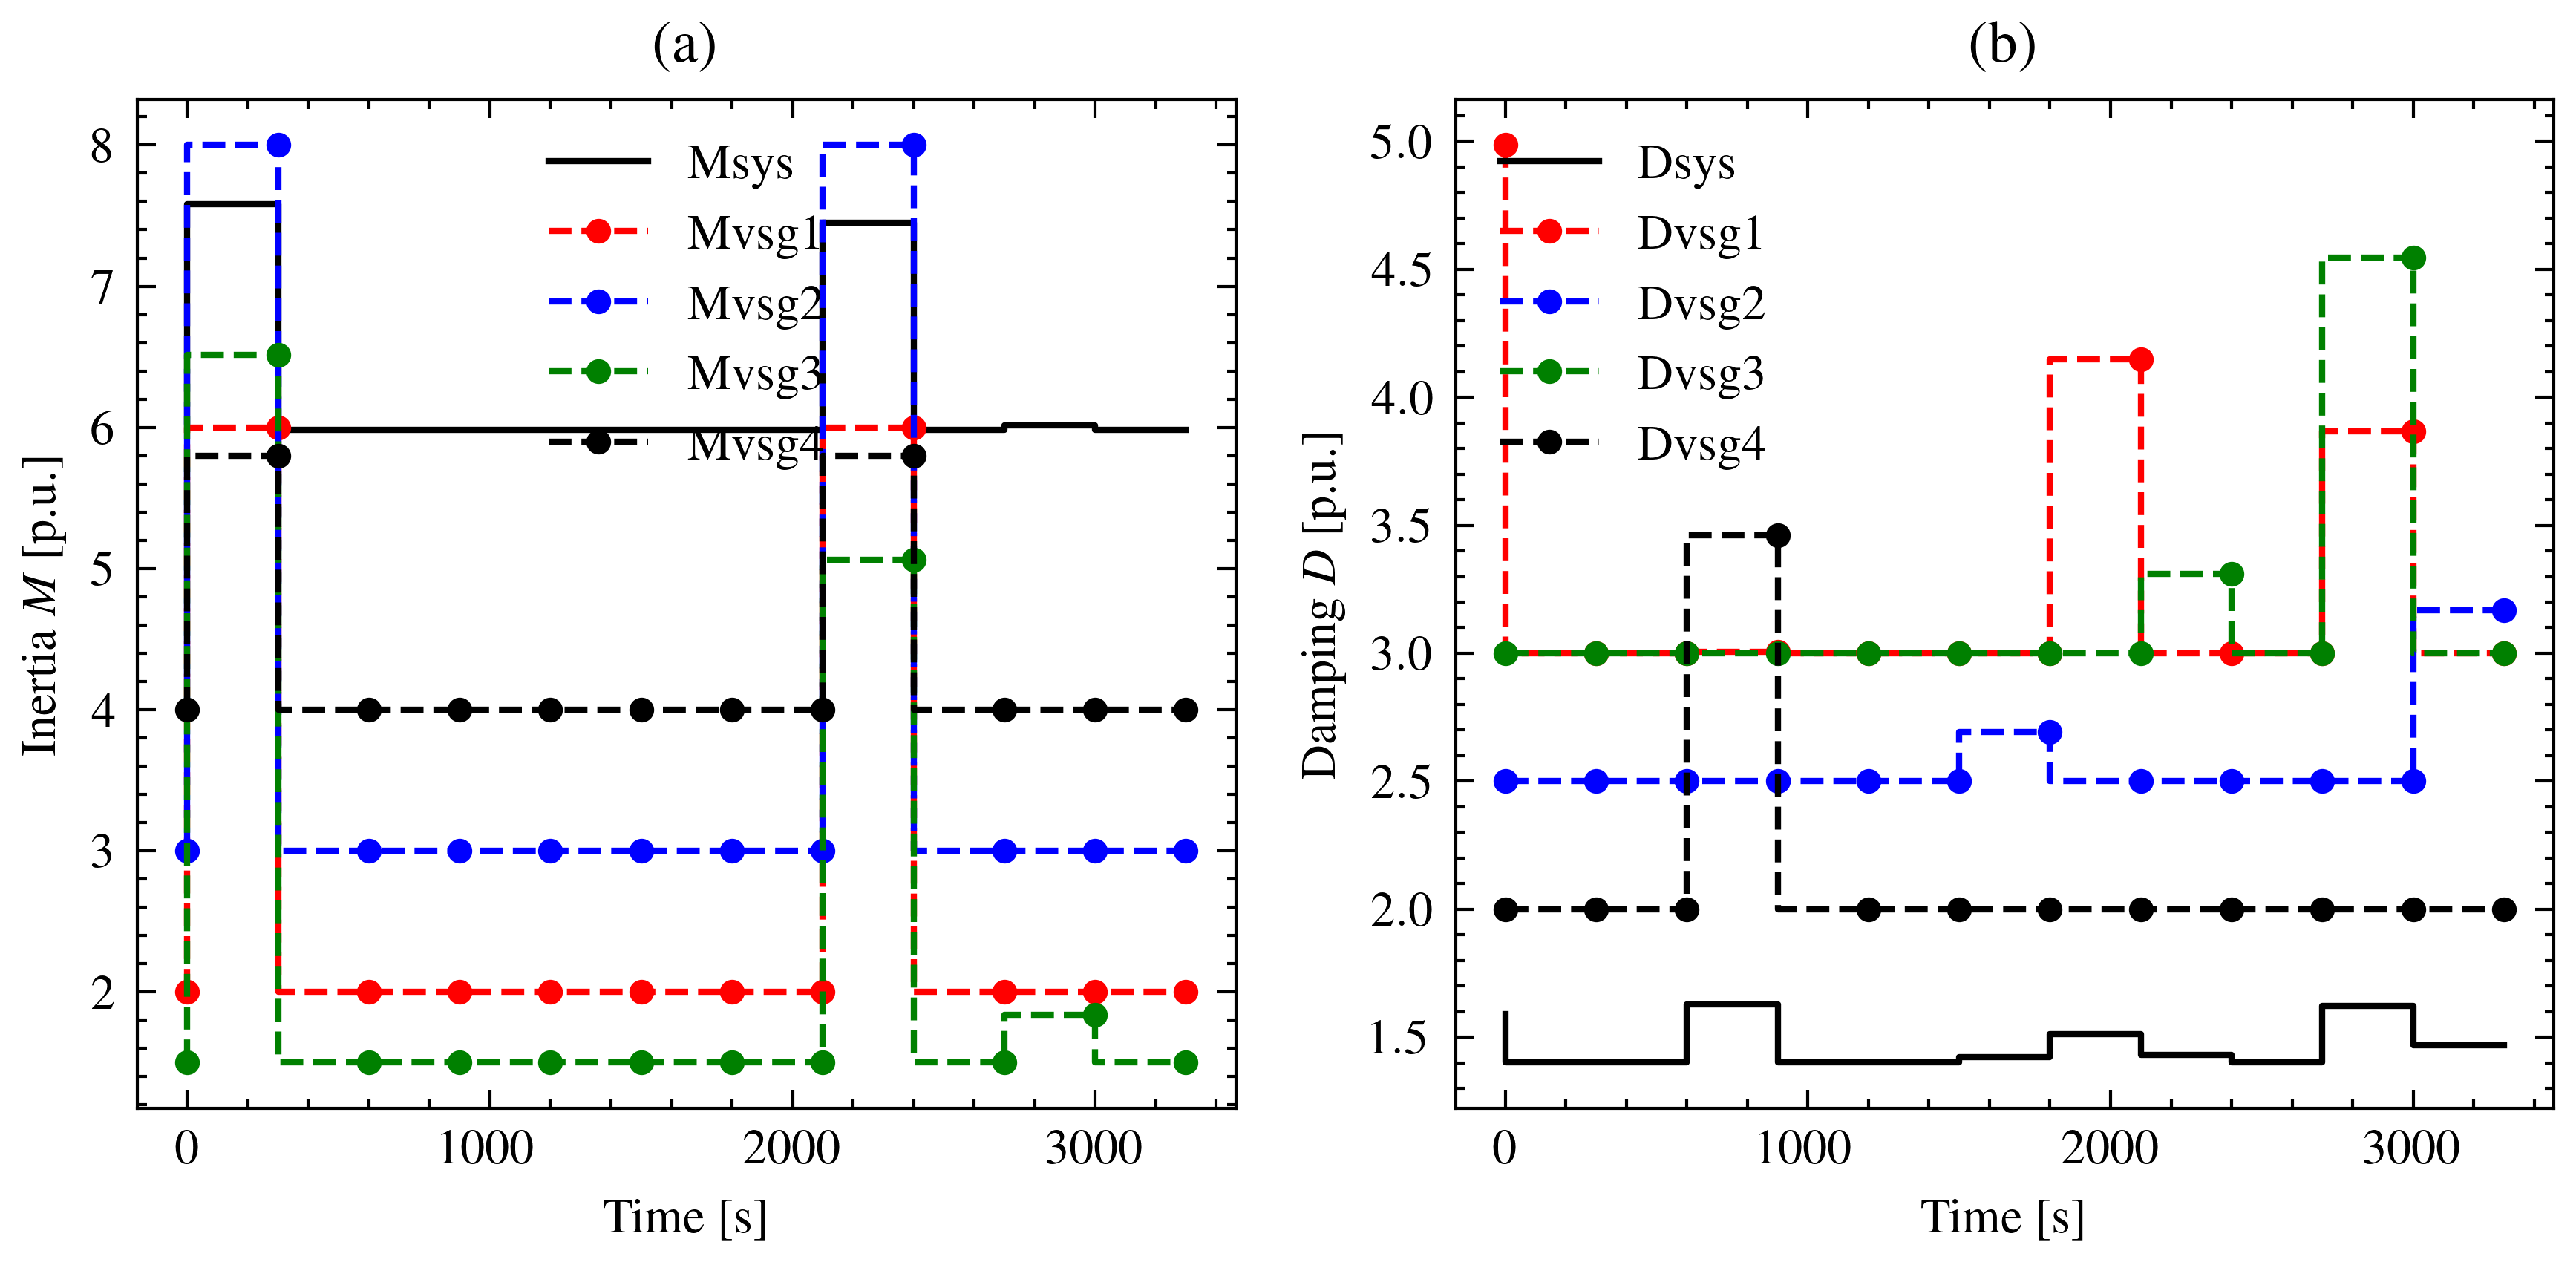 (a)
8
7
6
5
4
3
2
Inertia M [p.u.]
Msys
Mvsg1
Mvsg2
Mvsg3
Mvsg4
0 1000 2000 3000
Time [s]
(b)
5.0
4.5
4.0
3.5
3.0
2.5
2.0
1.5
Damping D [p.u.]
Dsys
Dvsg1
Dvsg2
Dvsg3
Dvsg4
0 1000 2000 3000
Time [s]